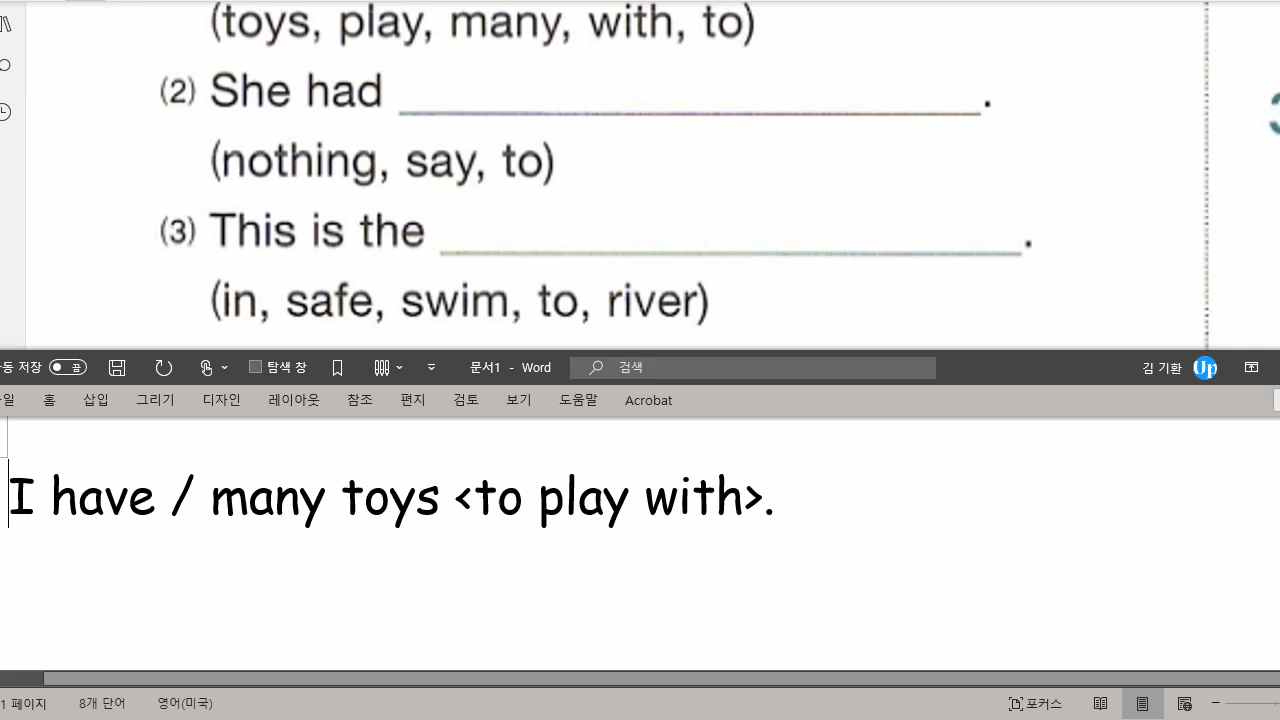 (toys, play, many, with, to)
(2) She had ____________________.
(nothing, say, to)
(3) This is the ____________________.
(in, safe, swim, to, river)
동 저장 끔 탐색 창 문서1 - Word 검색 김 기환 Up
일 홈 삽입 그리기 디자인 레이아웃 참조 편지 검토 보기 도움말 Acrobat
I have / many toys <to play with>.
1 페이지 8개 단어 영어(미국) 포커스